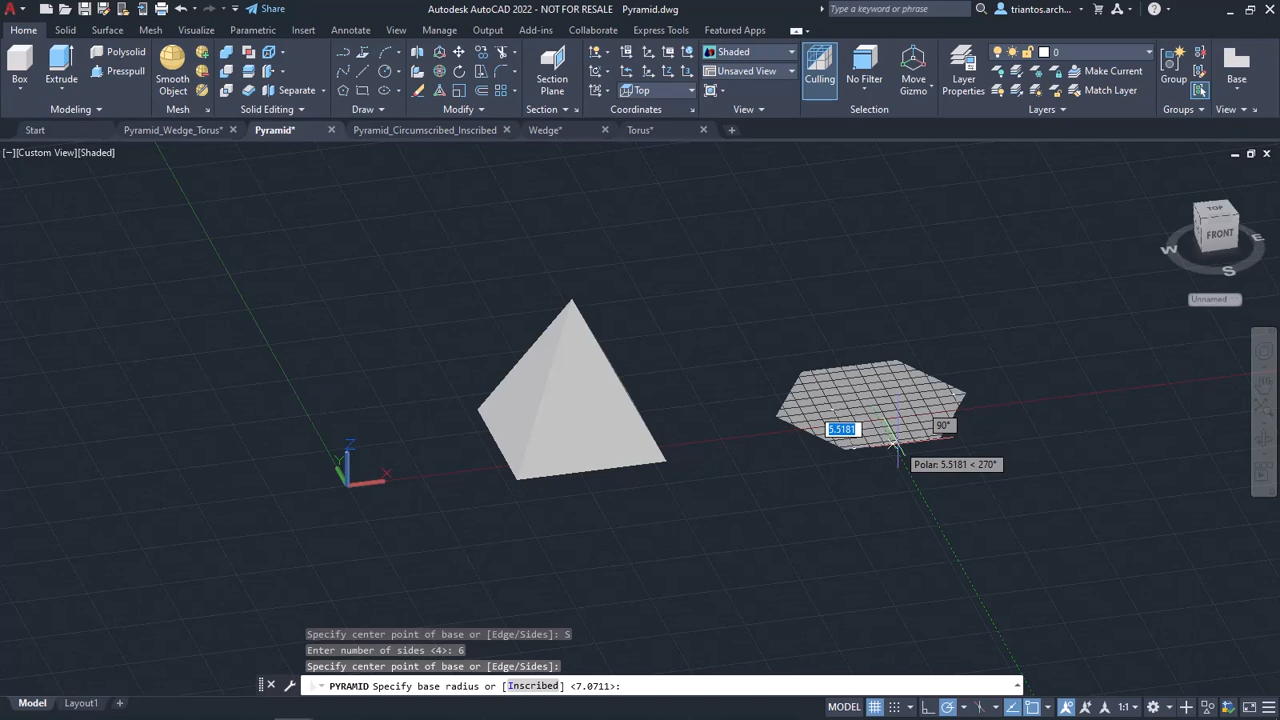 Share
Autodesk AutoCAD 2022 - NOT FOR RESALE Pyramid.dwg
Type a keyword or phrase
triantos.arch...
Home Solid Surface Mesh Visualize Parametric Insert Annotate View Manage Output Add-ins Collaborate Express Tools Featured Apps
Box
Extrude
Polysolid
Presspull
Modeling
Smooth Object
Mesh
Separate
Solid Editing
Draw
Modify
Section Plane
Section
Top
Coordinates
Shaded
Unsaved View
View
Culling
No Filter
Move Gizmo
Selection
Layer Properties
0
Make Current
Match Layer
Layers
Group
Groups
Base
View
Start Pyramid_Wedge_Torus* Pyramid* Pyramid_Circumscribed_Inscribed Wedge* Torus*
[−][Custom View][Shaded]
TOP
FRONT
W E
S
Unnamed
Z
Y
X
5.5181
90°
Polar: 5.5181 < 270°
Specify center point of base or [Edge/Sides]: S
Enter number of sides <4>: 6
Specify center point of base or [Edge/Sides]:
PYRAMID Specify base radius or [Inscribed] <7.0711>:
Model Layout1
MODEL
1:1